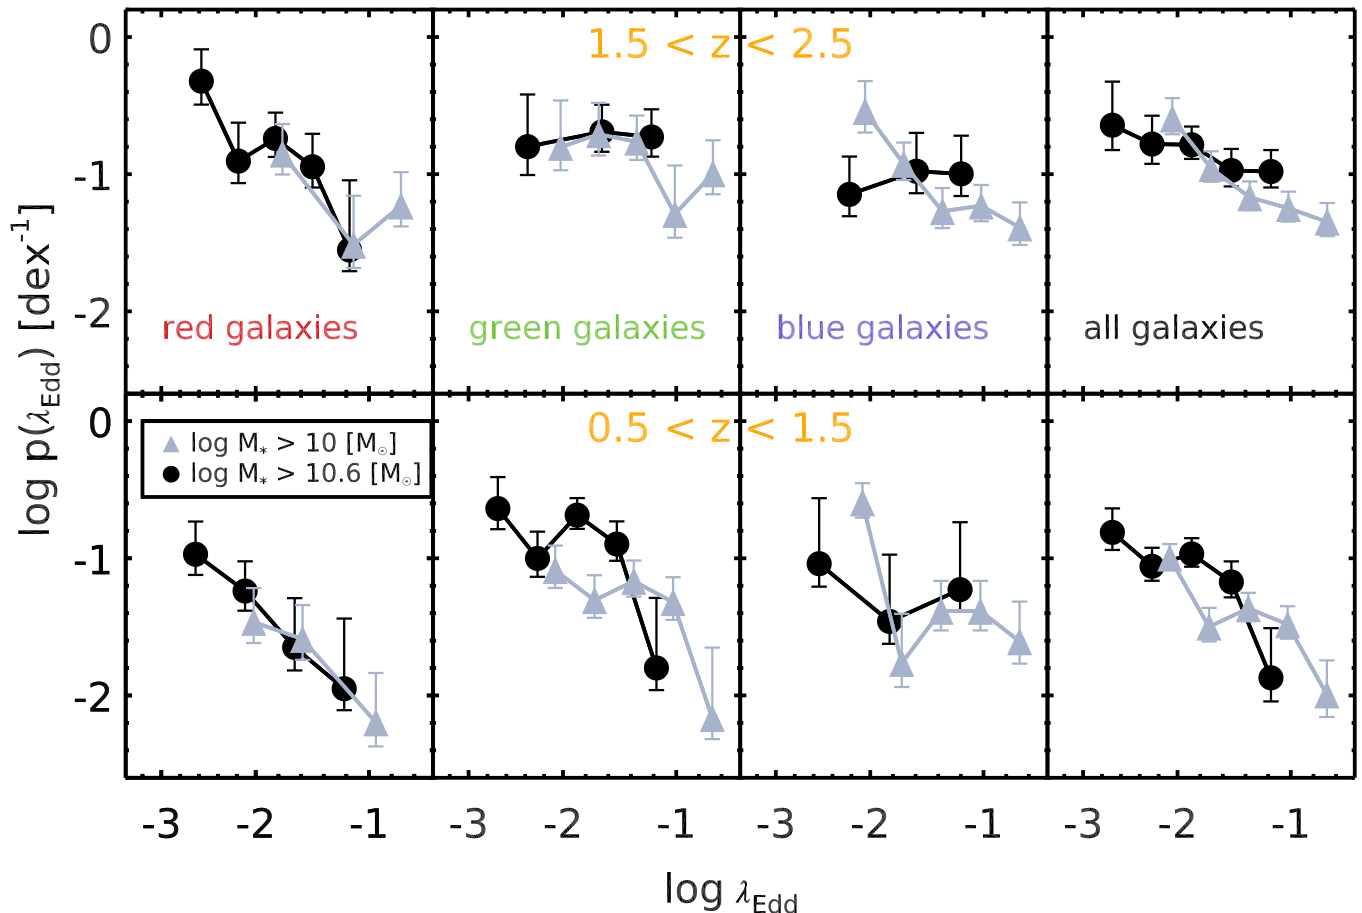 1.5 < z < 2.5
0
-1
-2
red galaxies
green galaxies
blue galaxies
all galaxies
log p(λEdd) [dex-1]
0.5 < z < 1.5
0
-1
-2
log M* > 10 [M☉]
log M* > 10.6 [M☉]
-3 -2 -1 -3 -2 -1 -3 -2 -1 -3 -2 -1
log λEdd